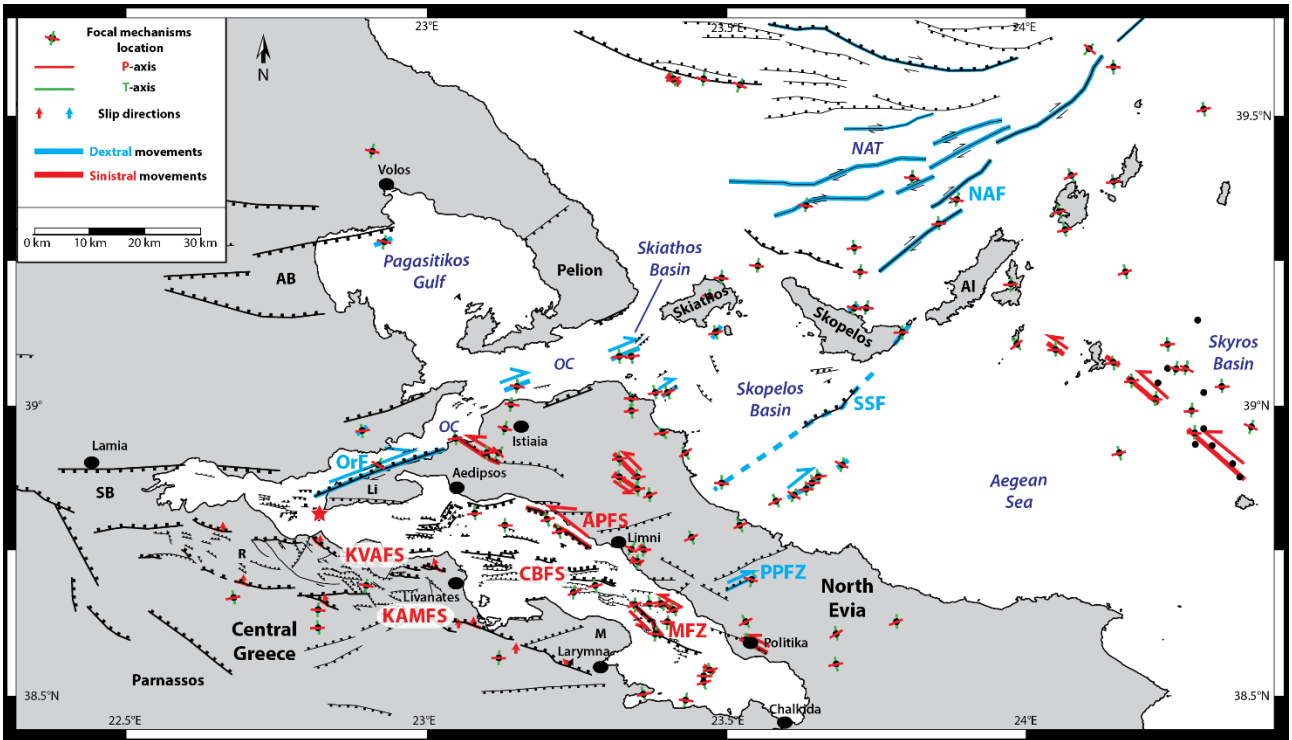 23°E
23.5°E
24°E
Focal mechanisms
location
P-axis
T-axis
Slip directions
Dextral movements
Sinistral movements
0 km 10 km 20 km 30 km
N
39.5°N
NAT
Volos
NAF
Skiathos
Basin
Pagasitikos
Gulf
Pelion
AB
Al
Skiathos
Skopelos
Skyros
Basin
OC
Skopelos
Basin
39°
39°N
SSF
OC
Istiaia
Lamia
OrF
Aedipsos
SB
Li
Aegean
Sea
APFS
Limni
KVAFS
R
CBFS
PPFZ
North
Evia
Livanates
KAMFS
Central
Greece
M
MFZ
Politika
Larymna
Parnassos
38.5°N
38.5°N
Chalkida
22.5°E
23°E
23.5°E
24°E